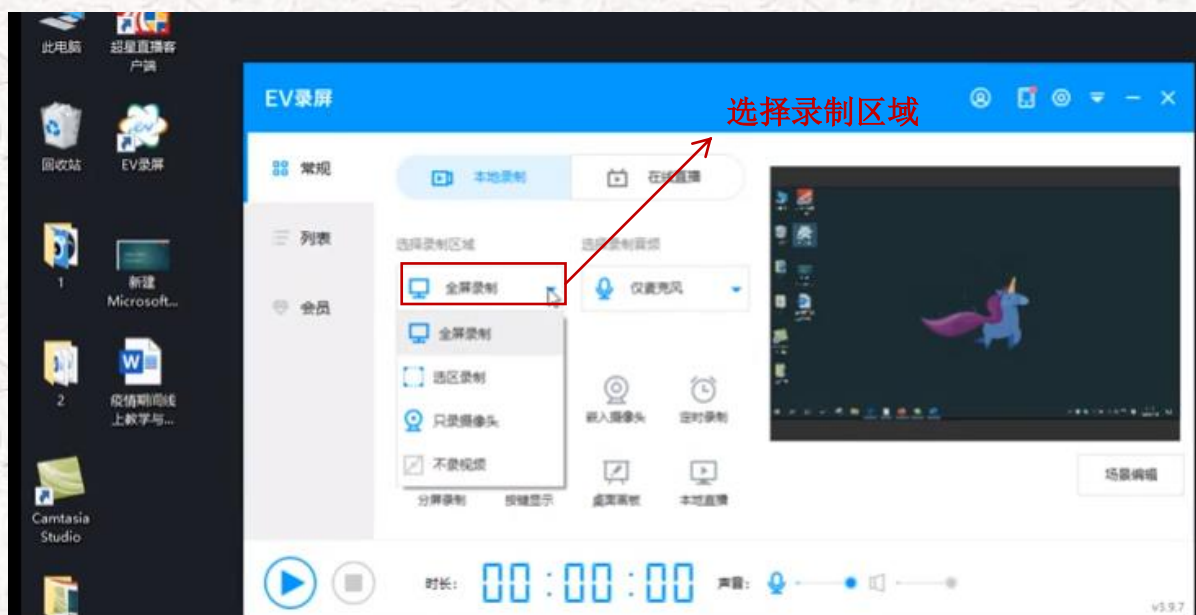 此电脑
超星直播客
户端
回收站
EV录屏
1
新建
Microsoft...
2
疫情期间线
上教学与...
Camtasia
Studio
EV录屏
选择录制区域
常规
列表
会员
本地录制
在线直播
选择录制区域
选择录制音频
全屏录制
仅麦克风
全屏录制
选区录制
只录摄像头
不录视频
嵌入摄像头
定时录制
分屏录制
按键显示
桌面画板
本地直播
场景编辑
时长:
00:00:00
声音:
v3.9.7